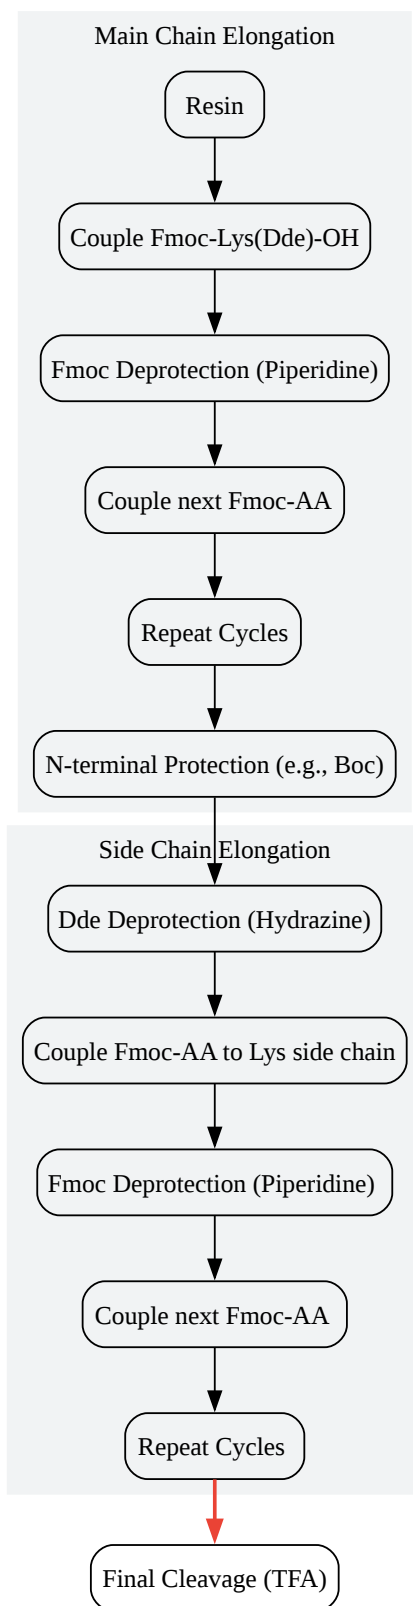 Main Chain Elongation
Resin
Couple Fmoc-Lys(Dde)-OH
Fmoc Deprotection (Piperidine)
Couple next Fmoc-AA
Repeat Cycles
N-terminal Protection (e.g., Boc)
Side Chain Elongation
Dde Deprotection (Hydrazine)
Couple Fmoc-AA to Lys side chain
Fmoc Deprotection (Piperidine)
Couple next Fmoc-AA
Repeat Cycles
Final Cleavage (TFA)